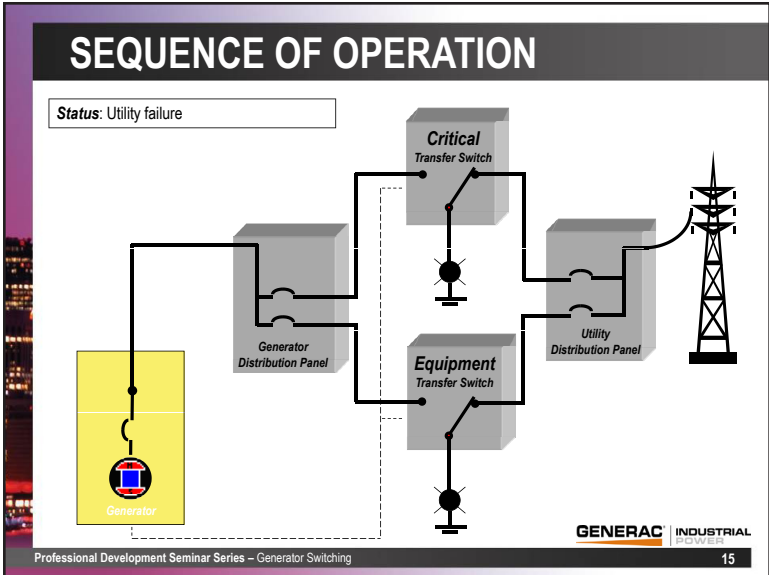 SEQUENCE OF OPERATION
Status: Utility failure
Critical
Transfer Switch
Generator
Distribution Panel
Utility
Distribution Panel
Equipment
Transfer Switch
Generator
GENERAC INDUSTRIAL
POWER
Professional Development Seminar Series – Generator Switching
15